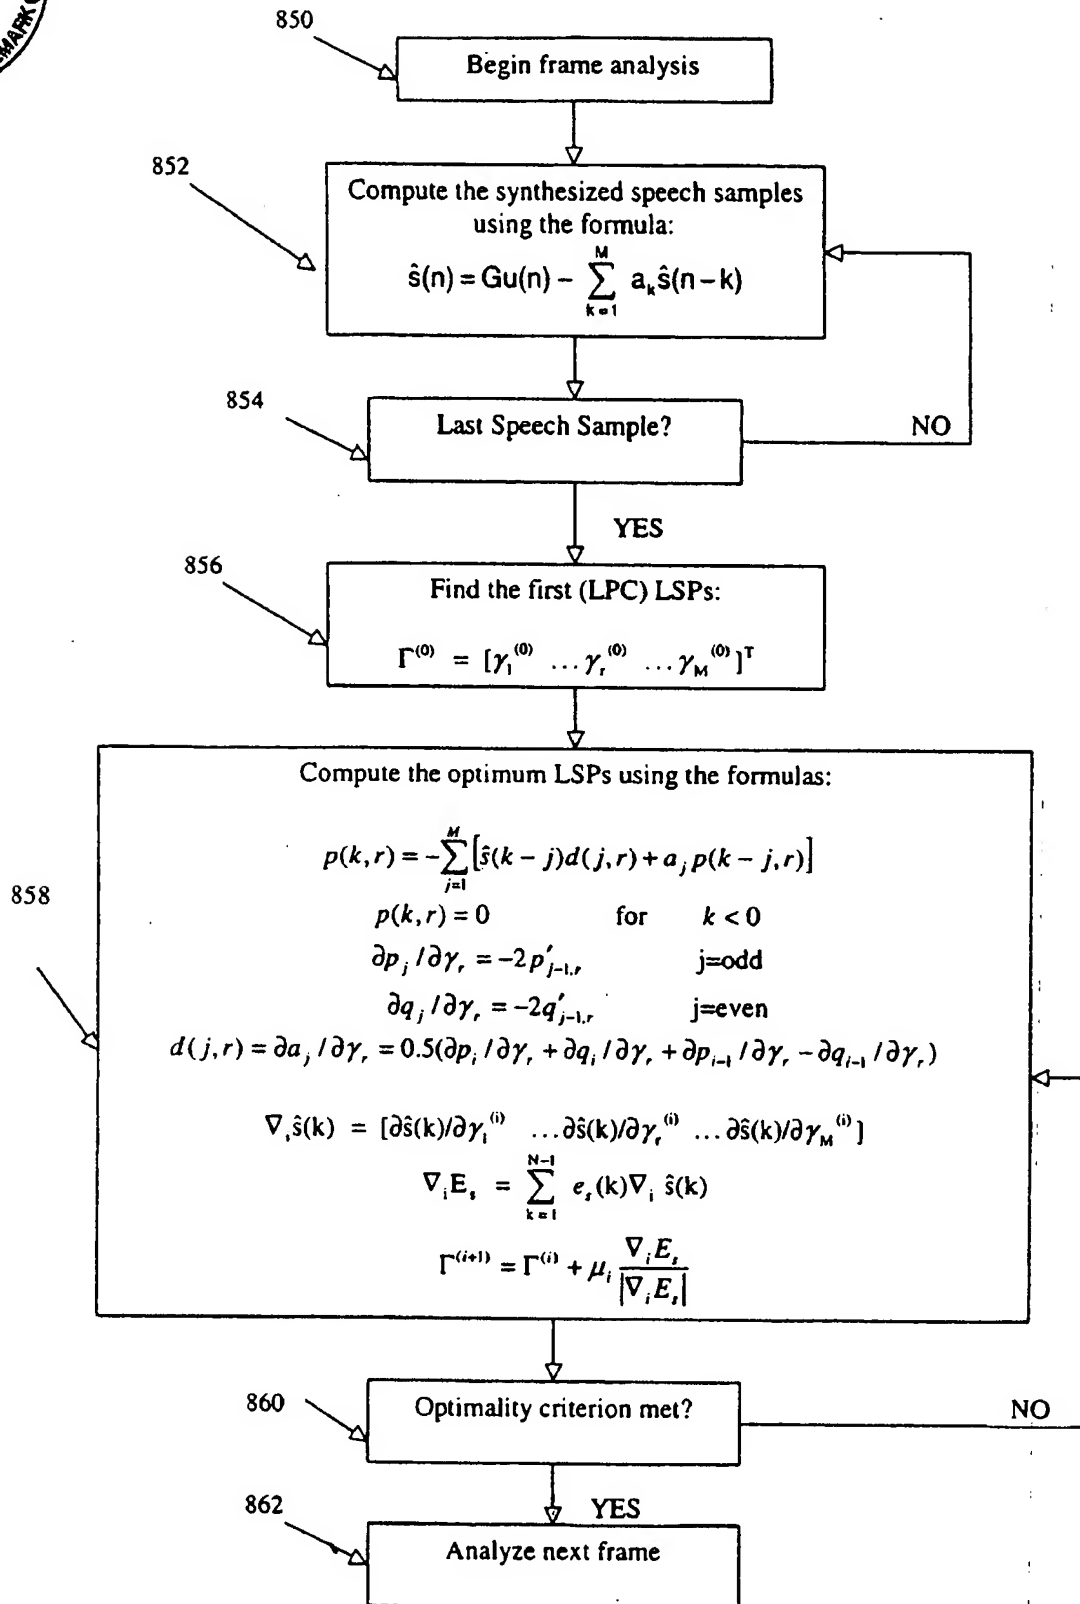 EMARK
850
Begin frame analysis
852
Compute the synthesized speech samples
using the formula:
ŝ(n) = Gu(n) − ∑_{k=1}^{M} a_k ŝ(n−k)
854
Last Speech Sample?
NO
YES
856
Find the first (LPC) LSPs:
Γ^(0) = [γ_1^(0) ...γ_r^(0) ...γ_M^(0)]^T
Compute the optimum LSPs using the formulas:
p(k,r) = −∑_{j=1}^{M} [ŝ(k−j)d(j,r) + a_j p(k−j,r)]
858
p(k,r) = 0 for k < 0
∂p_j /∂γ_r = −2p′_{j−1,r} j=odd
∂q_j /∂γ_r = −2q′_{j−1,r} j=even
d(j,r) = ∂a_j /∂γ_r = 0.5(∂p_i /∂γ_r + ∂q_i /∂γ_r + ∂p_{i−1} /∂γ_r − ∂q_{i−1} /∂γ_r)
∇_i ŝ(k) = [∂ŝ(k)/∂γ_1^(i) ...∂ŝ(k)/∂γ_r^(i) ...∂ŝ(k)/∂γ_M^(i)]
∇_i E_s = ∑_{k=1}^{N−1} e_s(k)∇_i ŝ(k)
Γ^(i+1) = Γ^(i) + μ_i ∇_i E_s / |∇_i E_s|
860
Optimality criterion met?
NO
YES
862
Analyze next frame